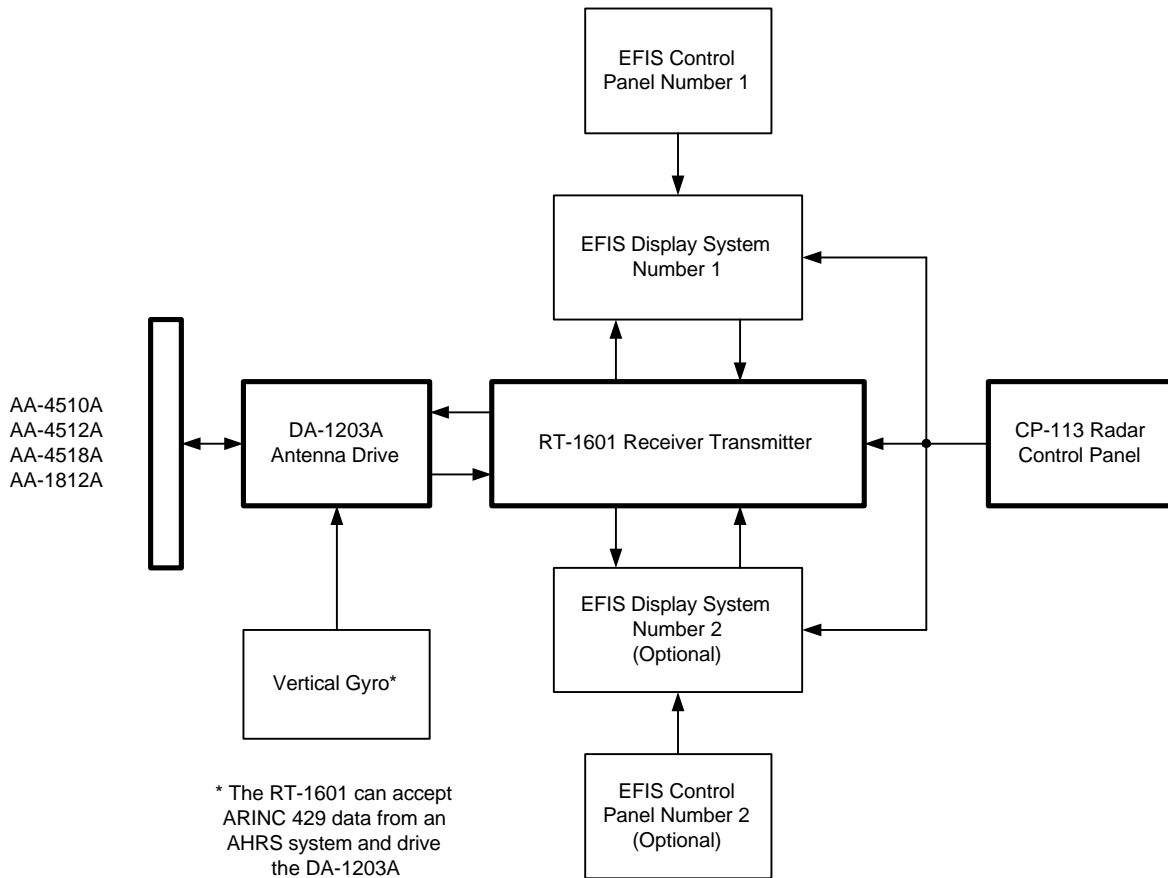 EFIS Control
Panel Number 1
EFIS Display System
Number 1
AA-4510A
AA-4512A
AA-4518A
AA-1812A
DA-1203A
Antenna Drive
RT-1601 Receiver Transmitter
CP-113 Radar
Control Panel
EFIS Display System
Number 2
(Optional)
Vertical Gyro*
* The RT-1601 can accept
ARINC 429 data from an
AHRS system and drive
the DA-1203A
EFIS Control
Panel Number 2
(Optional)